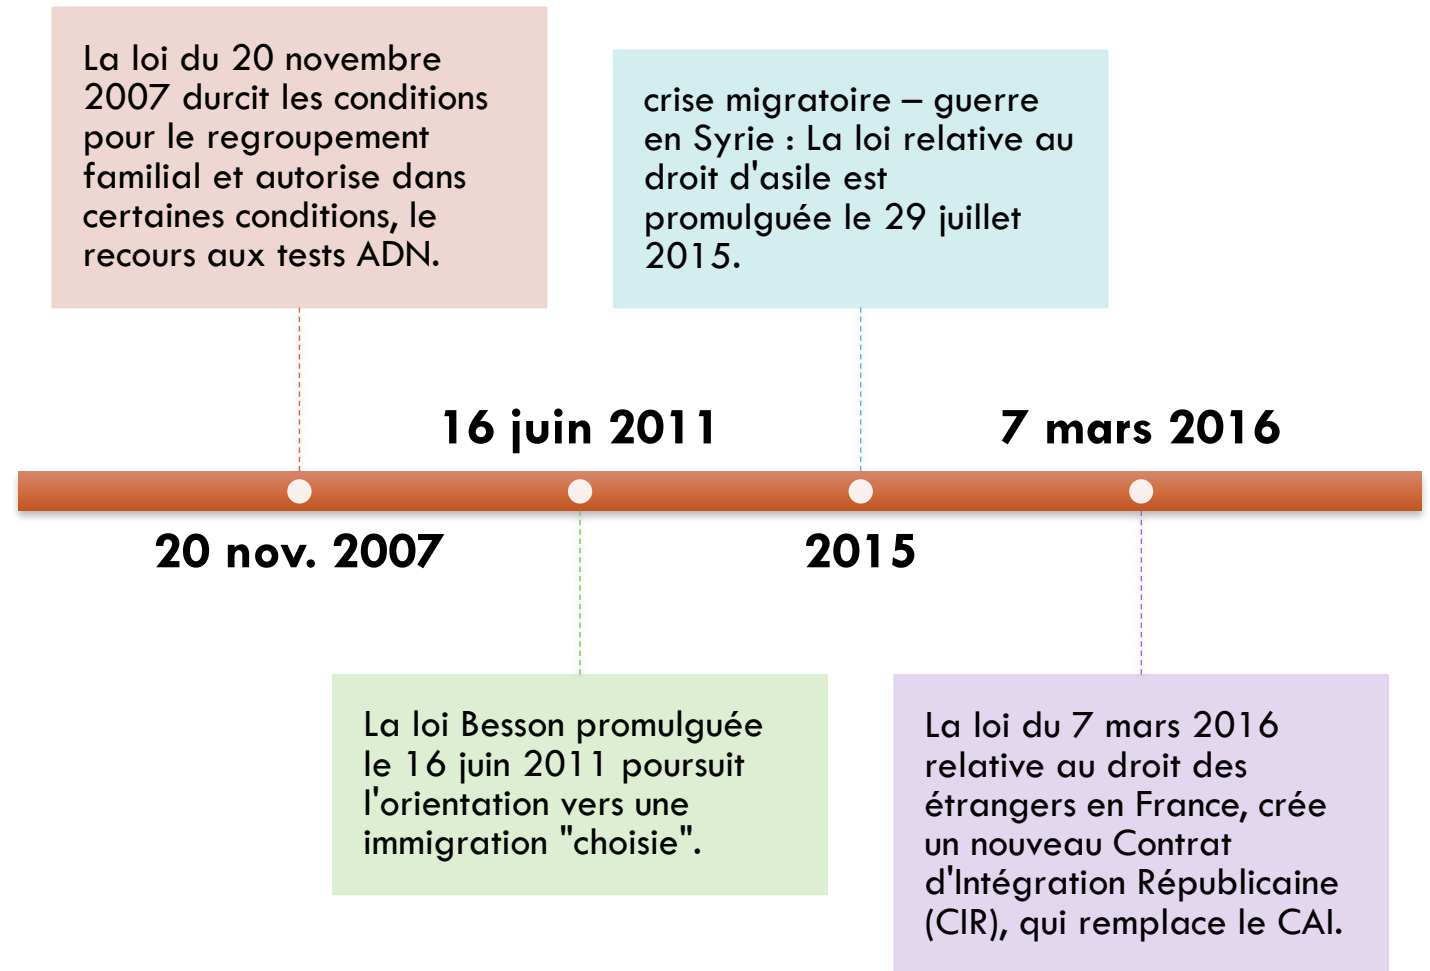 La loi du 20 novembre
2007 durcit les conditions
pour le regroupement
familial et autorise dans
certaines conditions, le
recours aux tests ADN.
crise migratoire – guerre
en Syrie : La loi relative au
droit d'asile est
promulguée le 29 juillet
2015.
16 juin 2011
7 mars 2016
20 nov. 2007
2015
La loi Besson promulguée
le 16 juin 2011 poursuit
l'orientation vers une
immigration "choisie".
La loi du 7 mars 2016
relative au droit des
étrangers en France, crée
un nouveau Contrat
d'Intégration Républicaine
(CIR), qui remplace le CAI.